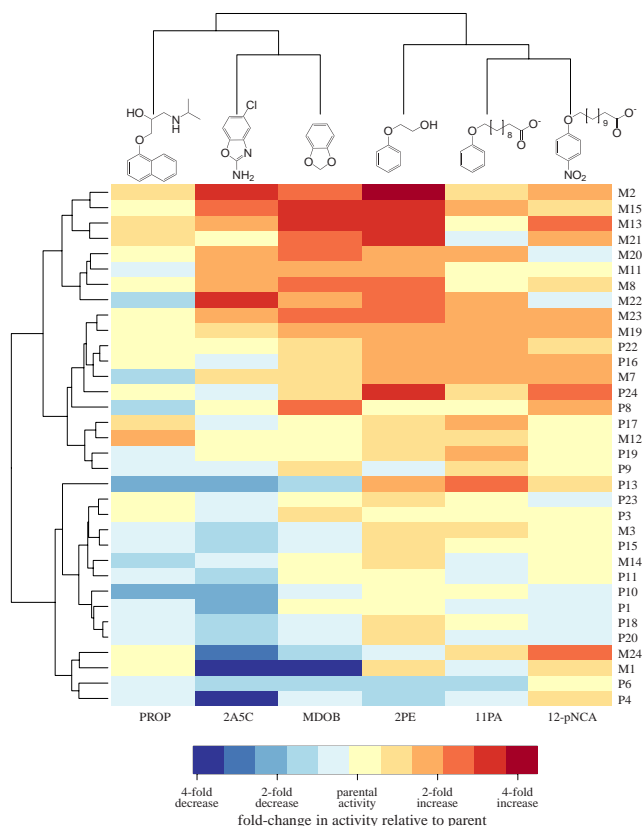 OH
NH
O
Cl
O
N
NH2
O
O
O
OH
O
8
O
O-
O
9
O
O-
NO2
M2
M15
M13
M21
M20
M11
M8
M22
M23
M19
P22
P16
M7
P24
P8
P17
M12
P19
P9
P13
P23
P3
M3
P15
M14
P11
P10
P1
P18
P20
M24
M1
P6
P4
PROP 2A5C MDOB 2PE 11PA 12-pNCA
4-fold decrease
2-fold decrease
parental activity
2-fold increase
4-fold increase
fold-change in activity relative to parent